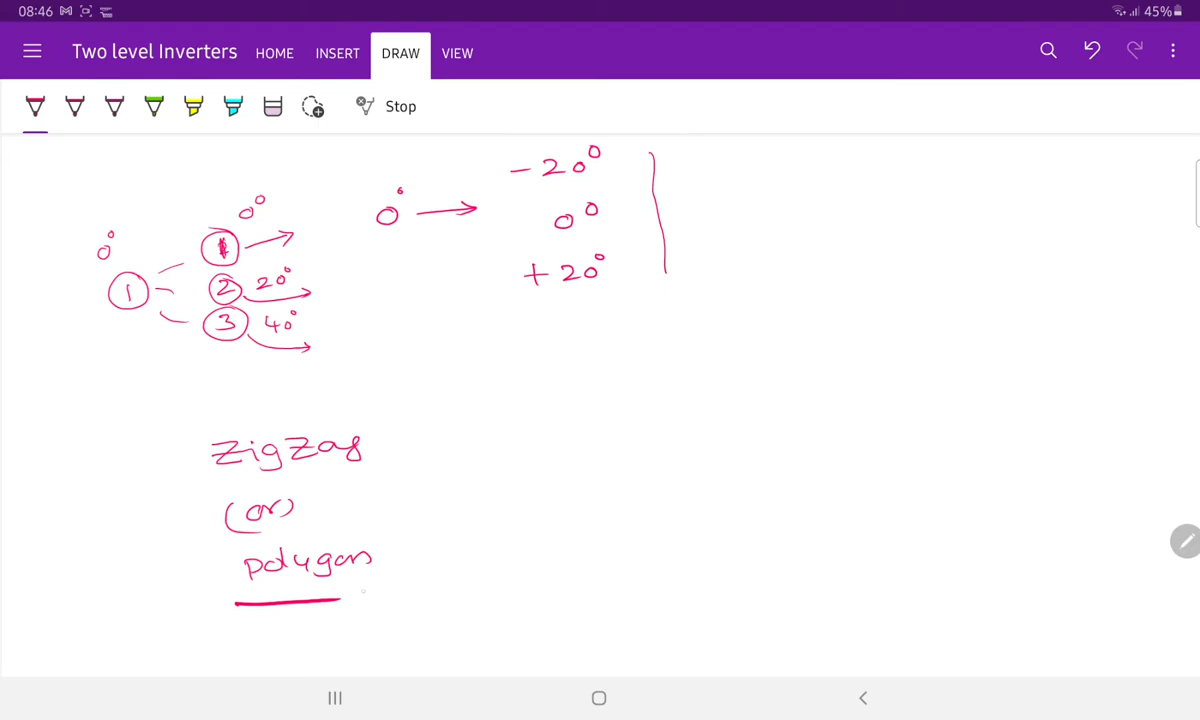 08:46
45%
Two level Inverters HOME INSERT DRAW VIEW
Stop
0°
1
0°
1
2 20°
3 40°
0° → -20°
0°
+20°
ZigZag
(or)
polygon